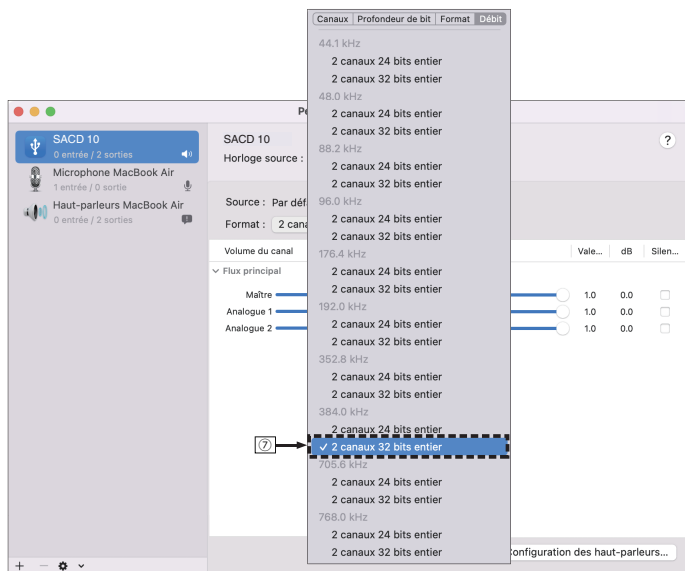 Canaux Profondeur de bit Format Débit
44.1 kHz
2 canaux 24 bits entier
2 canaux 32 bits entier
48.0 kHz
2 canaux 24 bits entier
2 canaux 32 bits entier
88.2 kHz
2 canaux 24 bits entier
2 canaux 32 bits entier
96.0 kHz
2 canaux 24 bits entier
2 canaux 32 bits entier
176.4 kHz
2 canaux 24 bits entier
2 canaux 32 bits entier
192.0 kHz
2 canaux 24 bits entier
2 canaux 32 bits entier
352.8 kHz
2 canaux 24 bits entier
2 canaux 32 bits entier
384.0 kHz
2 canaux 24 bits entier
⑦
✓ 2 canaux 32 bits entier
705.6 kHz
2 canaux 24 bits entier
2 canaux 32 bits entier
768.0 kHz
2 canaux 24 bits entier
2 canaux 32 bits entier
SACD 10
0 entrée / 2 sorties
Microphone MacBook Air
1 entrée / 0 sortie
Haut-parleurs MacBook Air
0 entrée / 2 sorties
SACD 10
?
Horloge source :
Source : Par
Format : 2
Volume du canal Vale... dB Silen...
Flux principal
Maître 1.0 0.0
Analogue 1 1.0 0.0
Analogue 2 1.0 0.0
Configuration des haut-parleurs...